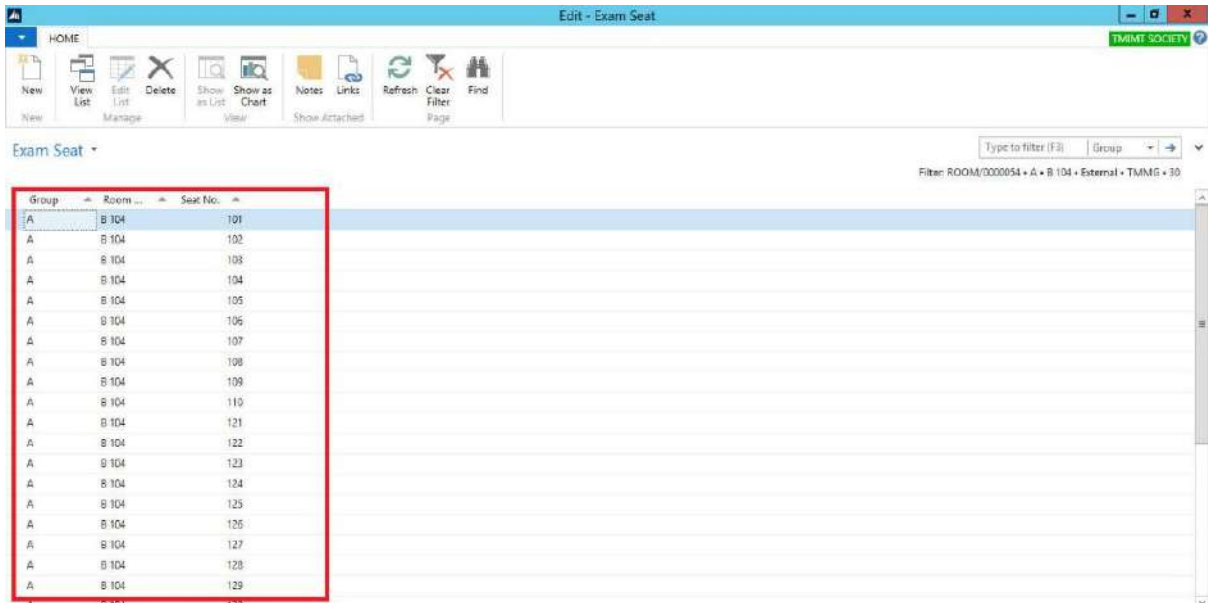 Edit - Exam Seat
HOME
TMIMT SOCIETY
New
View List
Edit List
Delete
Show as List
Show as Chart
Notes
Links
Refresh
Clear Filter
Find
New
Manage
View
Show Attached
Page
Exam Seat
Type to filter (F3)
Group
Filter: ROOM/0000054 • A • B 104 • External • TMMG • 30
Group Room ... Seat No.
A B 104 101
A B 104 102
A B 104 103
A B 104 104
A B 104 105
A B 104 106
A B 104 107
A B 104 108
A B 104 109
A B 104 110
A B 104 121
A B 104 122
A B 104 123
A B 104 124
A B 104 125
A B 104 126
A B 104 127
A B 104 128
A B 104 129